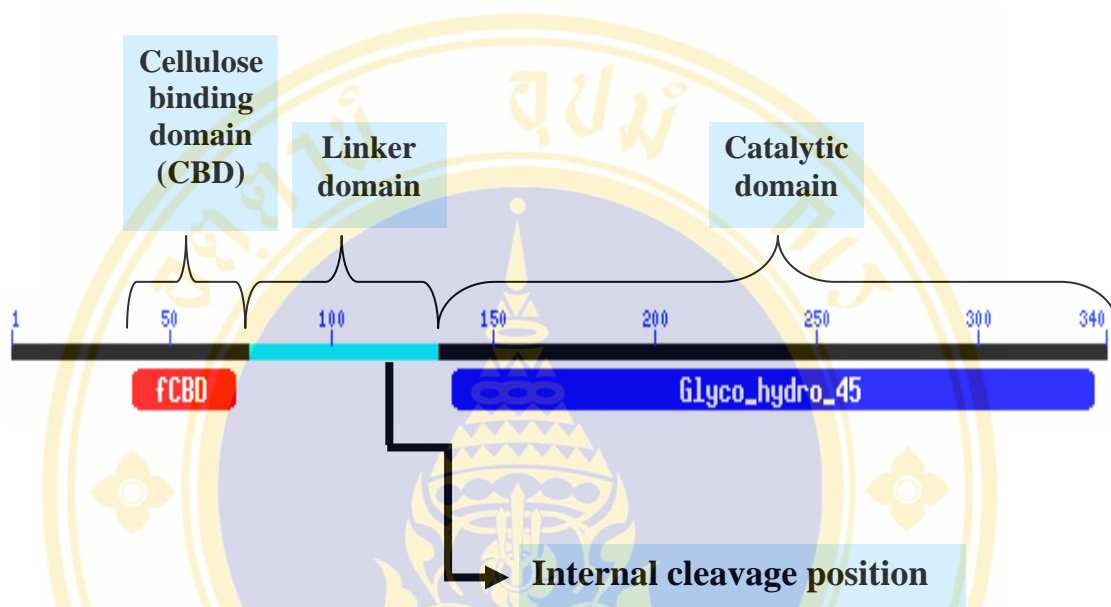 Cellulose
binding
domain
(CBD)
Linker
domain
Catalytic
domain
1 50 100 150 200 250 300 340
fCBD
Glyco_hydro_45
Internal cleavage position